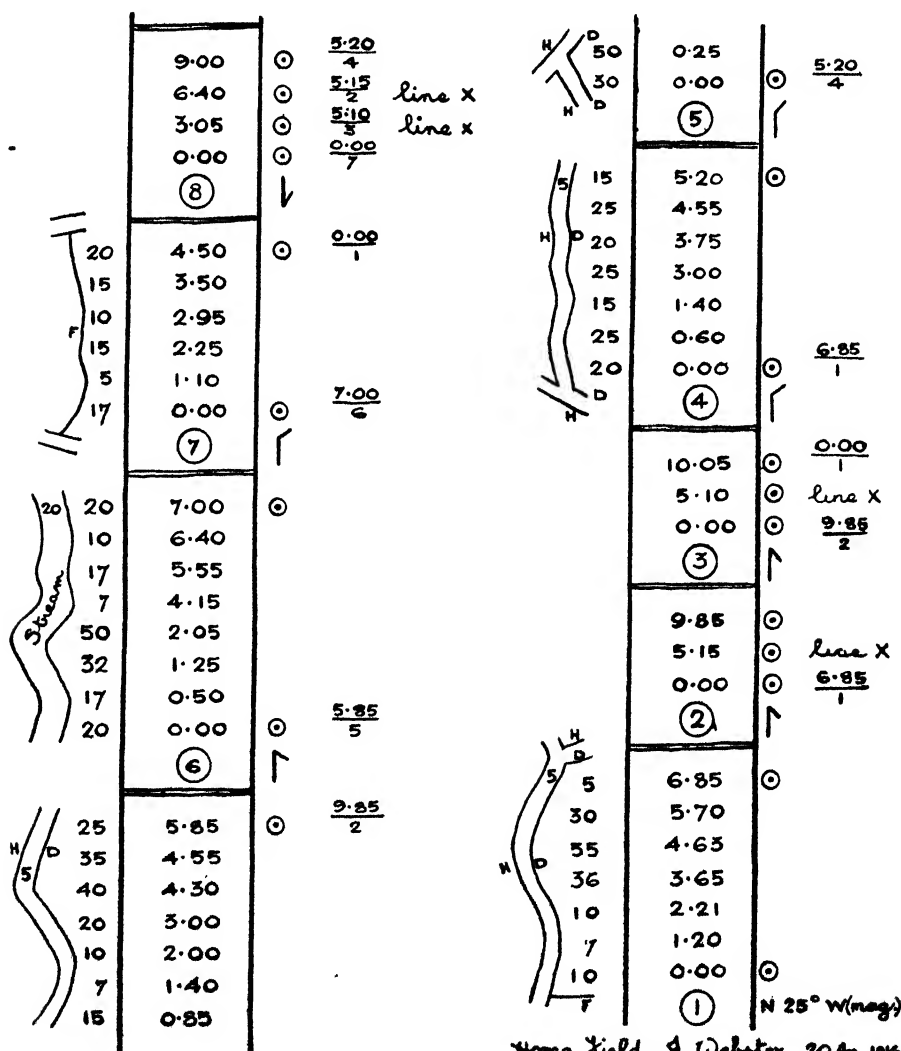 9.00 5.20/4
6.40 5.15/2 line X
3.05 5.10/3 line X
0.00 0.00/7
8
20 4.50 0.00/1
15 3.50
F 10 2.95
15 2.25
5 1.10
17 0.00 7.00/6
7
20 20 7.00
10 6.40
17 5.55
Stream 7 4.15
50 2.05
32 1.25
17 0.50
20 0.00 5.85/5
6
25 5.85 9.85/2
H D 35 4.55
5 40 4.30
20 3.00
10 2.00
7 1.40
15 0.85
H D 50 0.25
30 0.00 5.20/4
H D
5
5 15 5.20
25 4.55
H D 20 3.75
25 3.00
15 1.40
25 0.60
20 0.00 6.85/1
D
H 4
10.05 0.00/1
5.10 line X
0.00 9.85/2
3
9.85
5.15 line X
0.00 6.85/1
2
H
D
5 5 6.85
30 5.70
55 4.63
H D 36 3.65
10 2.21
7 1.20
10 0.00
F 1 N 25° W(mag)
Field